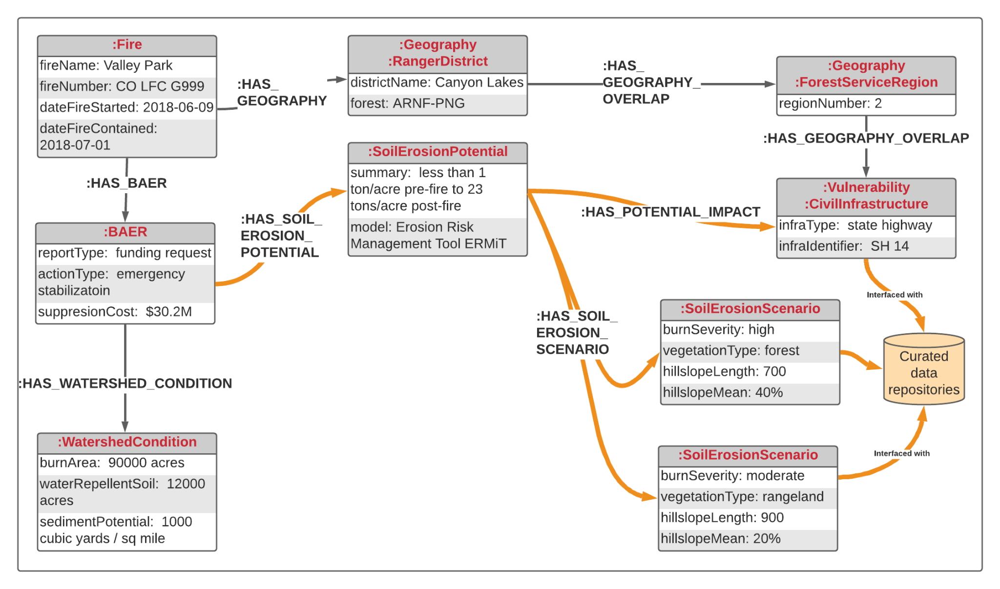 :Fire
fireName: Valley Park
fireNumber: CO LFC G999
dateFireStarted: 2018-06-09
dateFireContained:
2018-07-01
:HAS_
GEOGRAPHY
:Geography
:RangerDistrict
districtName: Canyon Lakes
forest: ARNF-PNG
:HAS_
GEOGRAPHY_
OVERLAP
:Geography
:ForestServiceRegion
regionNumber: 2
:HAS_GEOGRAPHY_OVERLAP
:HAS_BAER
:BAER
reportType:  funding request
actionType:  emergency
stabilizatoin
suppresionCost:  $30.2M
:HAS_SOIL_
EROSION_
POTENTIAL
:SoilErosionPotential
summary:  less than 1
ton/acre pre-fire to 23
tons/acre post-fire
model: Erosion Risk
Management Tool ERMiT
:HAS_POTENTIAL_IMPACT
:Vulnerability
:CivilInfrastructure
infraType:  state highway
infraIdentifier:  SH 14
Interfaced with
:HAS_SOIL_
EROSION_
SCENARIO
:SoilErosionScenario
burnSeverity: high
vegetationType: forest
hillslopeLength: 700
hillslopeMean: 40%
Curated
data
repositories
:HAS_WATERSHED_CONDITION
:WatershedCondition
burnArea:  90000 acres
waterRepellentSoil:  12000
acres
sedimentPotential:  1000
cubic yards / sq mile
:SoilErosionScenario
burnSeverity: moderate
vegetationType: rangeland
hillslopeLength: 900
hillslopeMean: 20%
Interfaced with